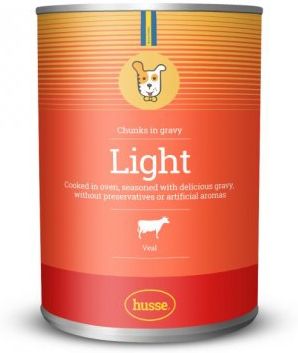 Chunks in gravy
Light
Cooked in oven, seasoned with delicious gravy,
without preservatives or artificial aromas
Veal
husse.